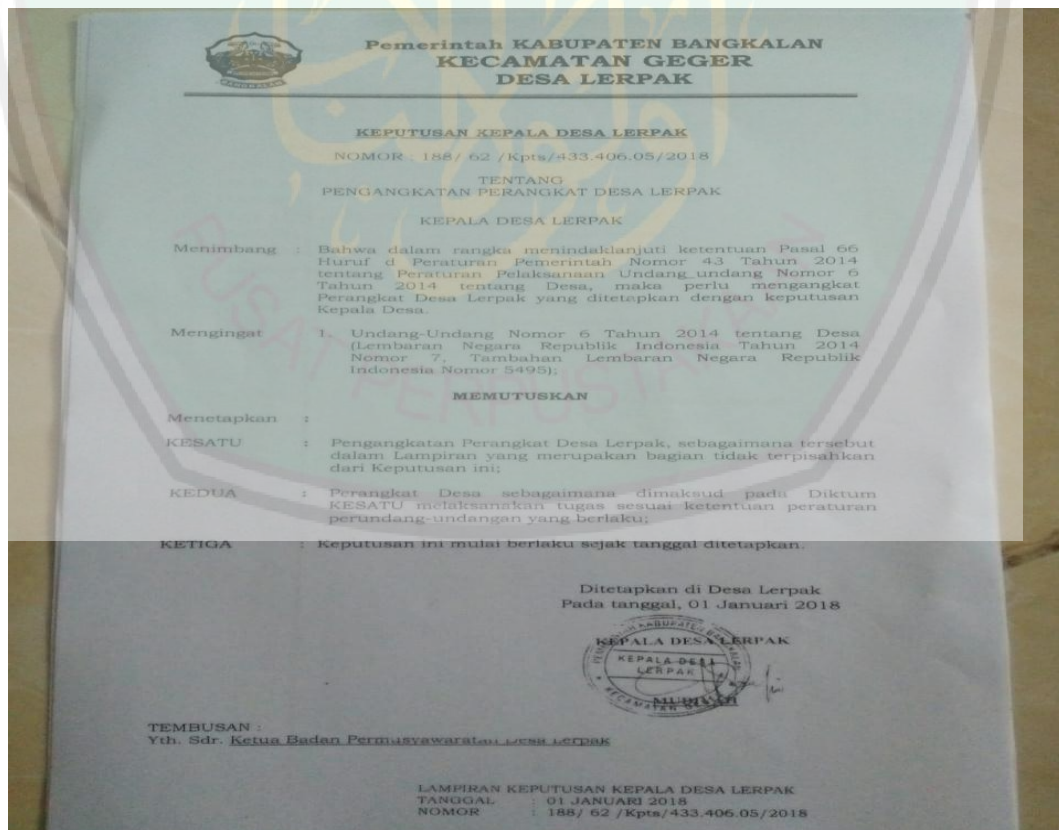 Pemerintah KABUPATEN BANGKALAN
KECAMATAN GEGER
DESA LERPAK
BANGKALAN
KEPUTUSAN KEPALA DESA LERPAK
NOMOR : 188/ 62 /Kpts/433.406.05/2018
TENTANG
PENGANGKATAN PERANGKAT DESA LERPAK
KEPALA DESA LERPAK
Menimbang : Bahwa dalam rangka menindaklanjuti ketentuan Pasal 66
Huruf d Peraturan Pemerintah Nomor 43 Tahun 2014
tentang Peraturan Pelaksanaan Undang_undang Nomor 6
Tahun 2014 tentang Desa, maka perlu mengangkat
Perangkat Desa Lerpak yang ditetapkan dengan keputusan
Kepala Desa.
Mengingat : 1. Undang-Undang Nomor 6 Tahun 2014 tentang Desa
(Lembaran Negara Republik Indonesia Tahun 2014
Nomor 7, Tambahan Lembaran Negara Republik
Indonesia Nomor 5495);
MEMUTUSKAN
Menetapkan :
KESATU : Pengangkatan Perangkat Desa Lerpak, sebagaimana tersebut
dalam Lampiran yang merupakan bagian tidak terpisahkan
dari Keputusan ini;
KEDUA : Perangkat Desa sebagaimana dimaksud pada Diktum
KESATU melaksanakan tugas sesuai ketentuan peraturan
perundang-undangan yang berlaku;
KETIGA : Keputusan ini mulai berlaku sejak tanggal ditetapkan.
Ditetapkan di Desa Lerpak
Pada tanggal, 01 Januari 2018
KEPALA DESA LERPAK
KEPALA DESA
LERPAK
TEMBUSAN :
Yth. Sdr. Ketua Badan Permusyawaratan Desa Lerpak
LAMPIRAN KEPUTUSAN KEPALA DESA LERPAK
TANGGAL : 01 JANUARI 2018
NOMOR : 188/ 62 /Kpts/433.406.05/2018
PUSAT PERPUSTAKAAN